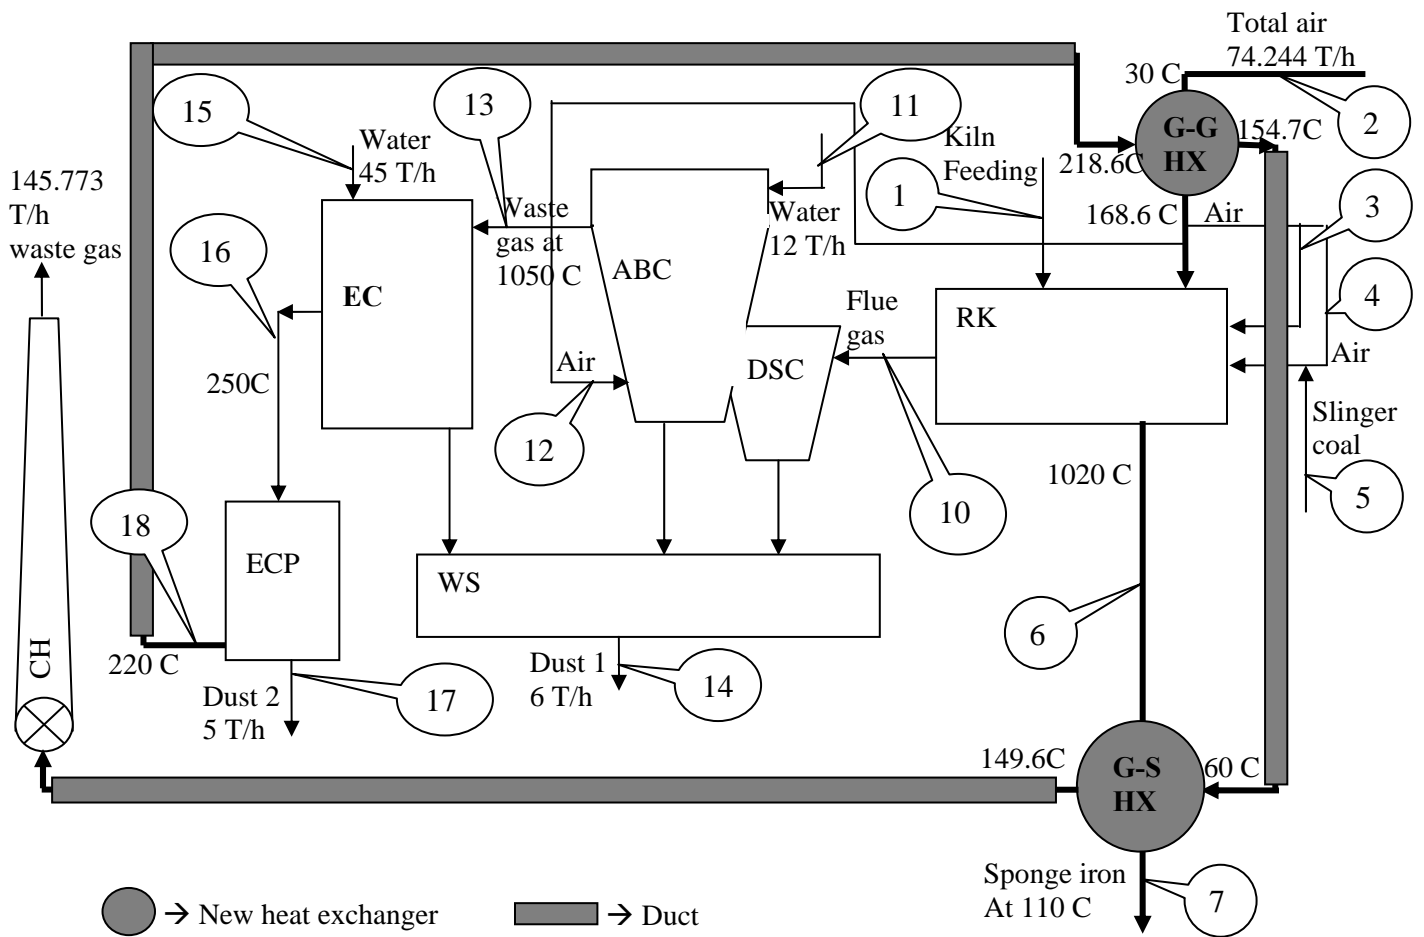 Total air
74.244 T/h
30 C
2
G-G
HX
154.7C
218.6C
168.6 C
Air
3
4
Air
13
11
15
Water
45 T/h
Kiln
Feeding
1
145.773
T/h
waste gas
16
Vaste
gas at
1050 C
Water
12 T/h
ABC
EC
Flue
gas
RK
DSC
Air
250C
12
Slinger
coal
5
1020 C
10
18
ECP
WS
6
CH
220 C
Dust 2
5 T/h
17
Dust 1
6 T/h
14
149.6C
G-S
HX
60 C
Sponge iron
At 110 C
7
→ New heat exchanger
→ Duct